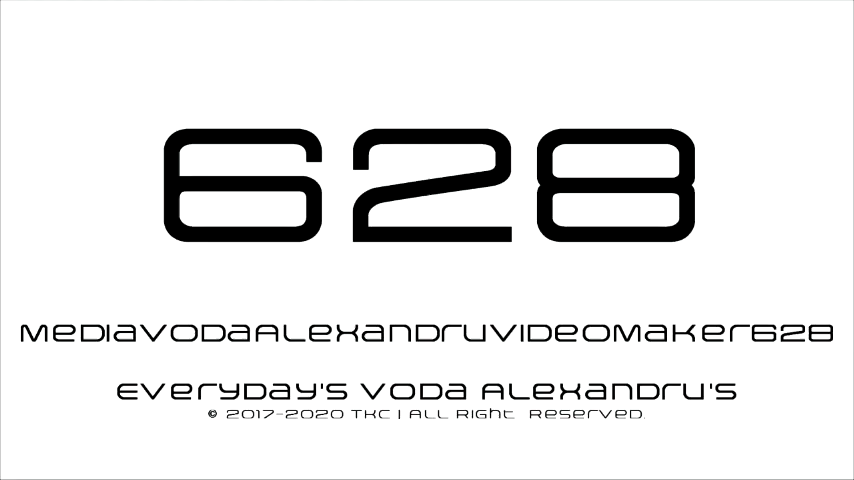 628
MediaVodaAlexandruVideoMaker628
Everyday's Voda Alexandru's
© 2017-2020 TKC | All Right Reserved.